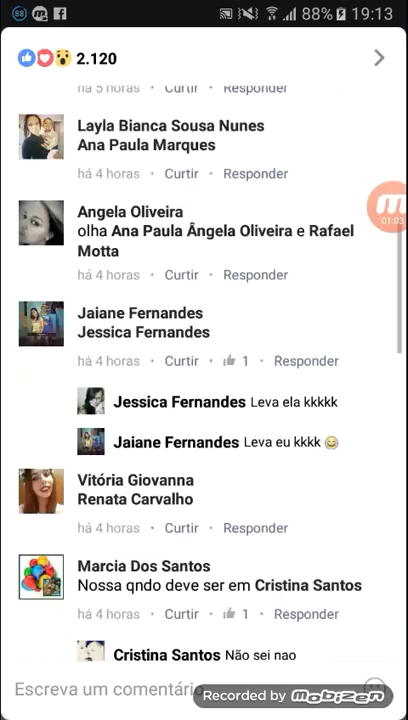 88 88% 19:13
2.120
há 5 horas • Curtir • Responder
Layla Bianca Sousa Nunes
Ana Paula Marques
há 4 horas • Curtir • Responder
Angela Oliveira
olha Ana Paula Ângela Oliveira e Rafael
Motta
há 4 horas • Curtir • Responder
01:03
Jaiane Fernandes
Jessica Fernandes
há 4 horas • Curtir • 1 • Responder
Jessica Fernandes Leva ela kkkkk
Jaiane Fernandes Leva eu kkkk 😂
Vitória Giovanna
Renata Carvalho
há 4 horas • Curtir • Responder
Marcia Dos Santos
Nossa qndo deve ser em Cristina Santos
há 4 horas • Curtir • 1 • Responder
Cristina Santos Não sei nao
Escreva um comentário
Recorded by mobizen